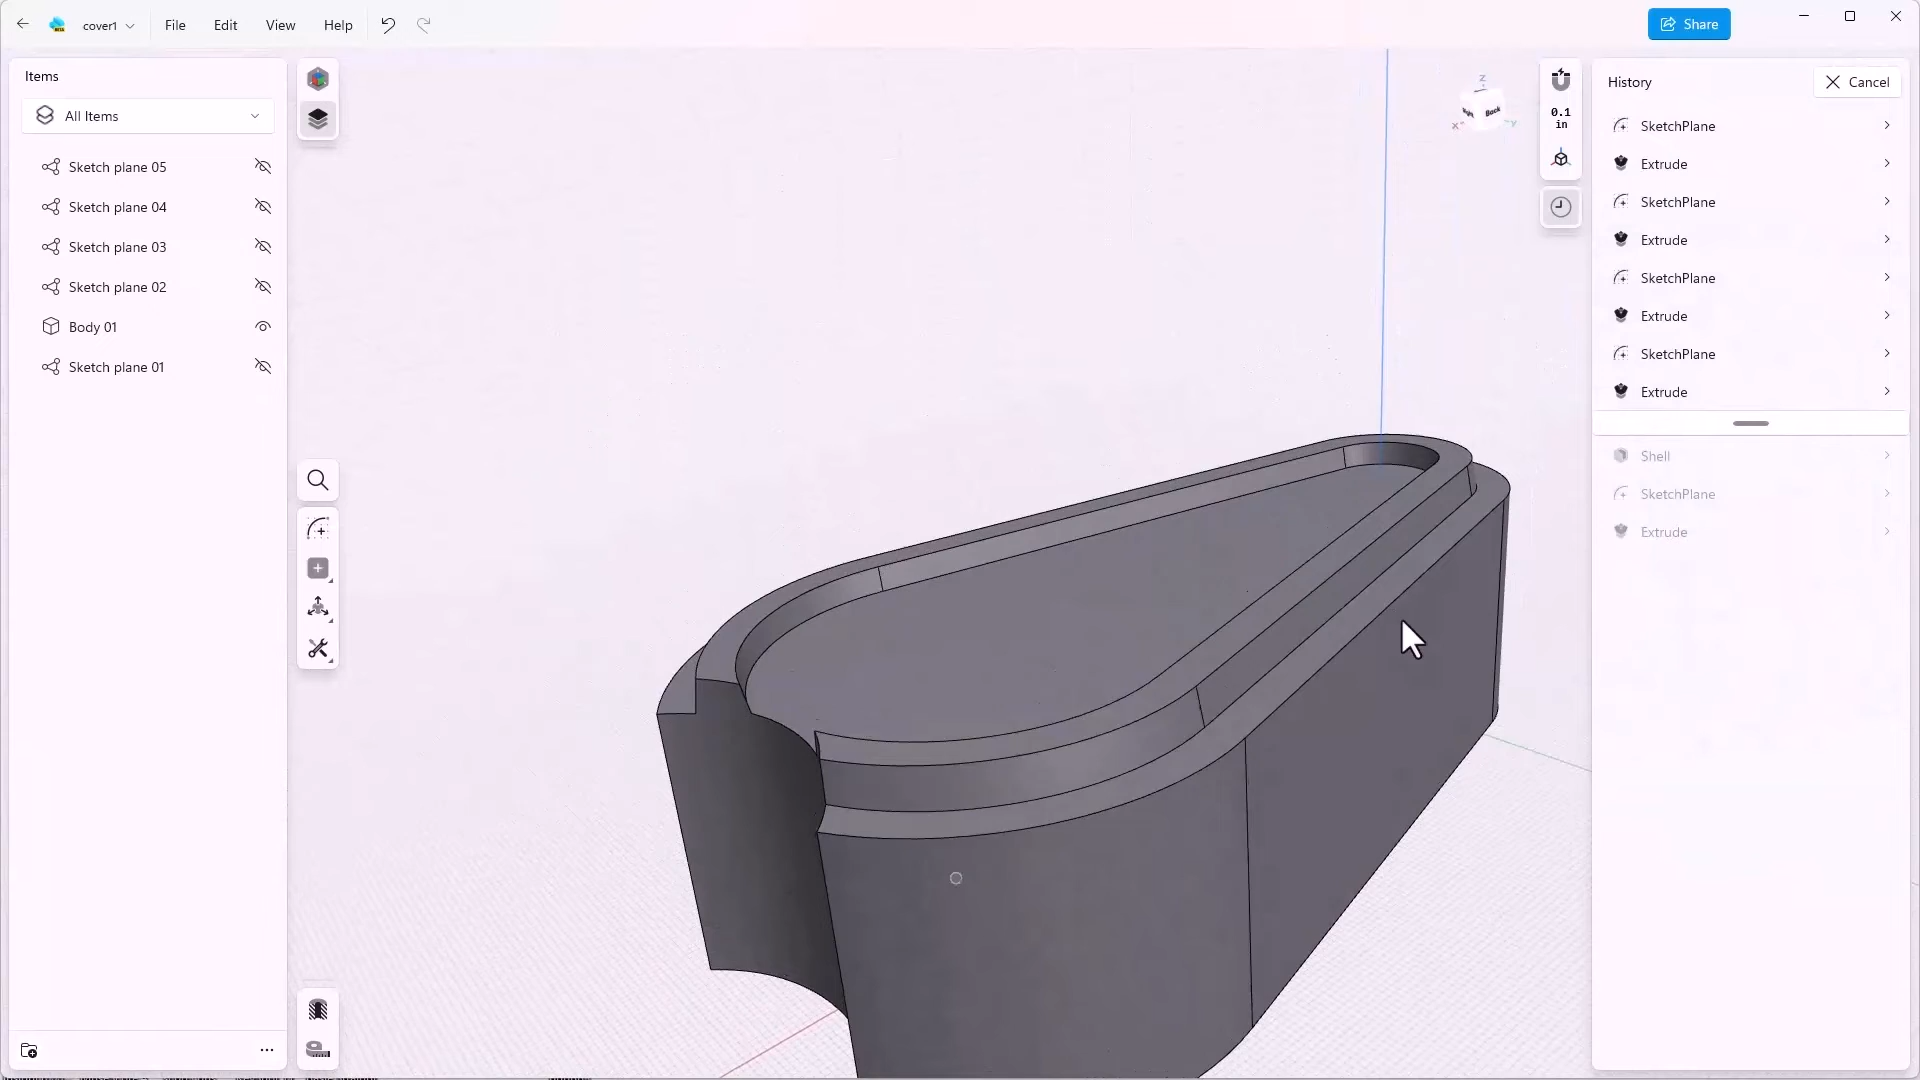 cover1
File
Edit
View
Help
Share
Items
All Items
Sketch plane 05
Sketch plane 04
Sketch plane 03
Sketch plane 02
Body 01
Sketch plane 01
Z
Back
X
Y
0.1
in
History
Cancel
SketchPlane
Extrude
SketchPlane
Extrude
SketchPlane
Extrude
SketchPlane
Extrude
Shell
SketchPlane
Extrude